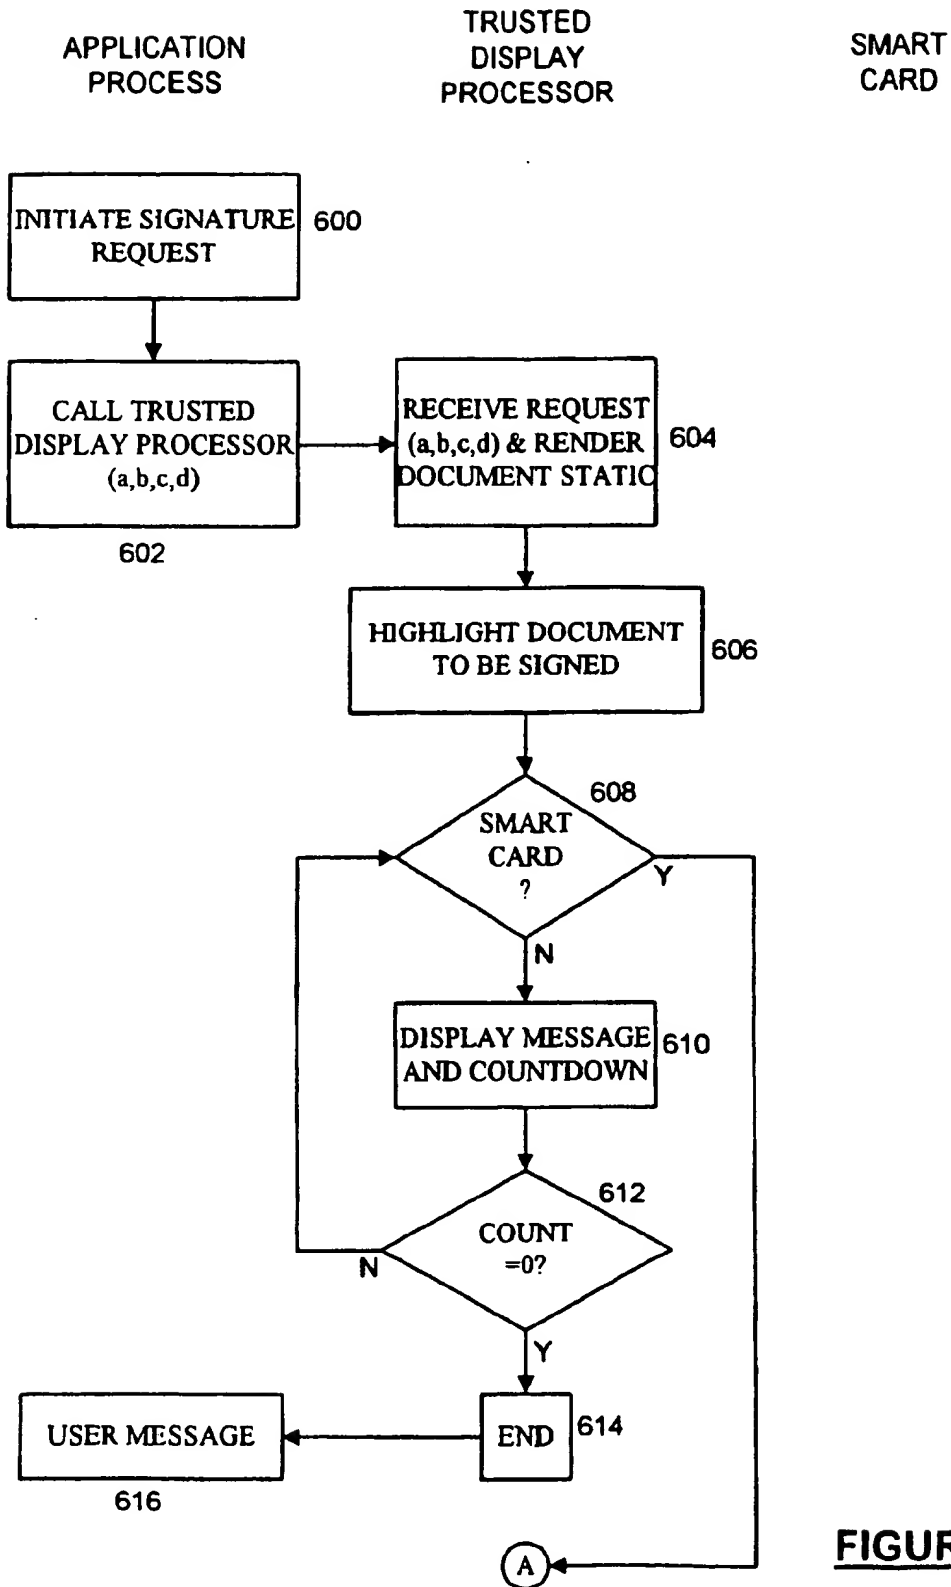 APPLICATION
PROCESS
TRUSTED
DISPLAY
PROCESSOR
SMART
CARD
INITIATE SIGNATURE
REQUEST
600
CALL TRUSTED
DISPLAY PROCESSOR
(a,b,c,d)
602
RECEIVE REQUEST
(a,b,c,d) & RENDER
DOCUMENT STATIC
604
HIGHLIGHT DOCUMENT
TO BE SIGNED
606
608
SMART
CARD
?
Y
N
DISPLAY MESSAGE
AND COUNTDOWN
610
612
COUNT
=0?
N
Y
USER MESSAGE
616
END
614
A
FIGUR